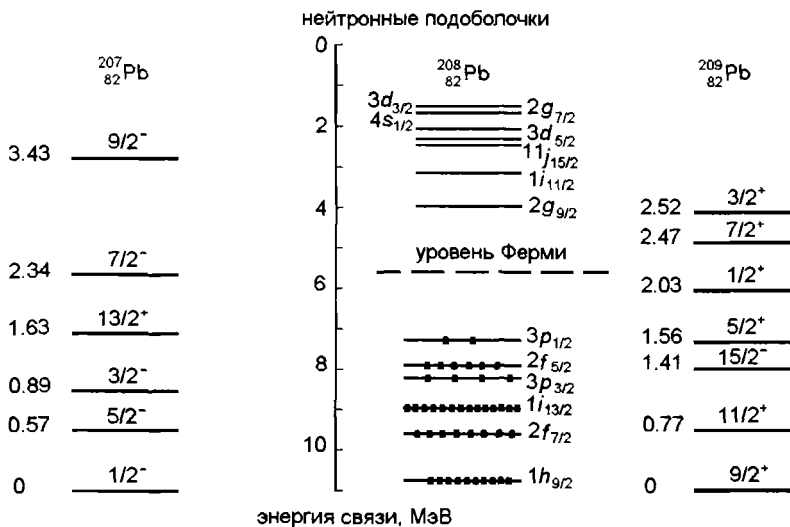 нейтронные подоболочки
²⁰⁷₈₂Pb
3.43 9/2⁻
2.34 7/2⁻
1.63 13/2⁺
0.89 3/2⁻
0.57 5/2⁻
0 1/2⁻
0
2
4
6
8
10
²⁰⁸₈₂Pb
3d₃/₂ 2g₇/₂
4s₁/₂ 3d₅/₂
11j₁₅/₂
1i₁₁/₂
2g₉/₂
уровень Ферми
3p₁/₂
2f₅/₂
3p₃/₂
1i₁₃/₂
2f₇/₂
1h₉/₂
²⁰⁹₈₂Pb
2.52 3/2⁺
2.47 7/2⁺
2.03 1/2⁺
1.56 5/2⁺
1.41 15/2⁻
0.77 11/2⁺
0 9/2⁺
энергия связи, МэВ